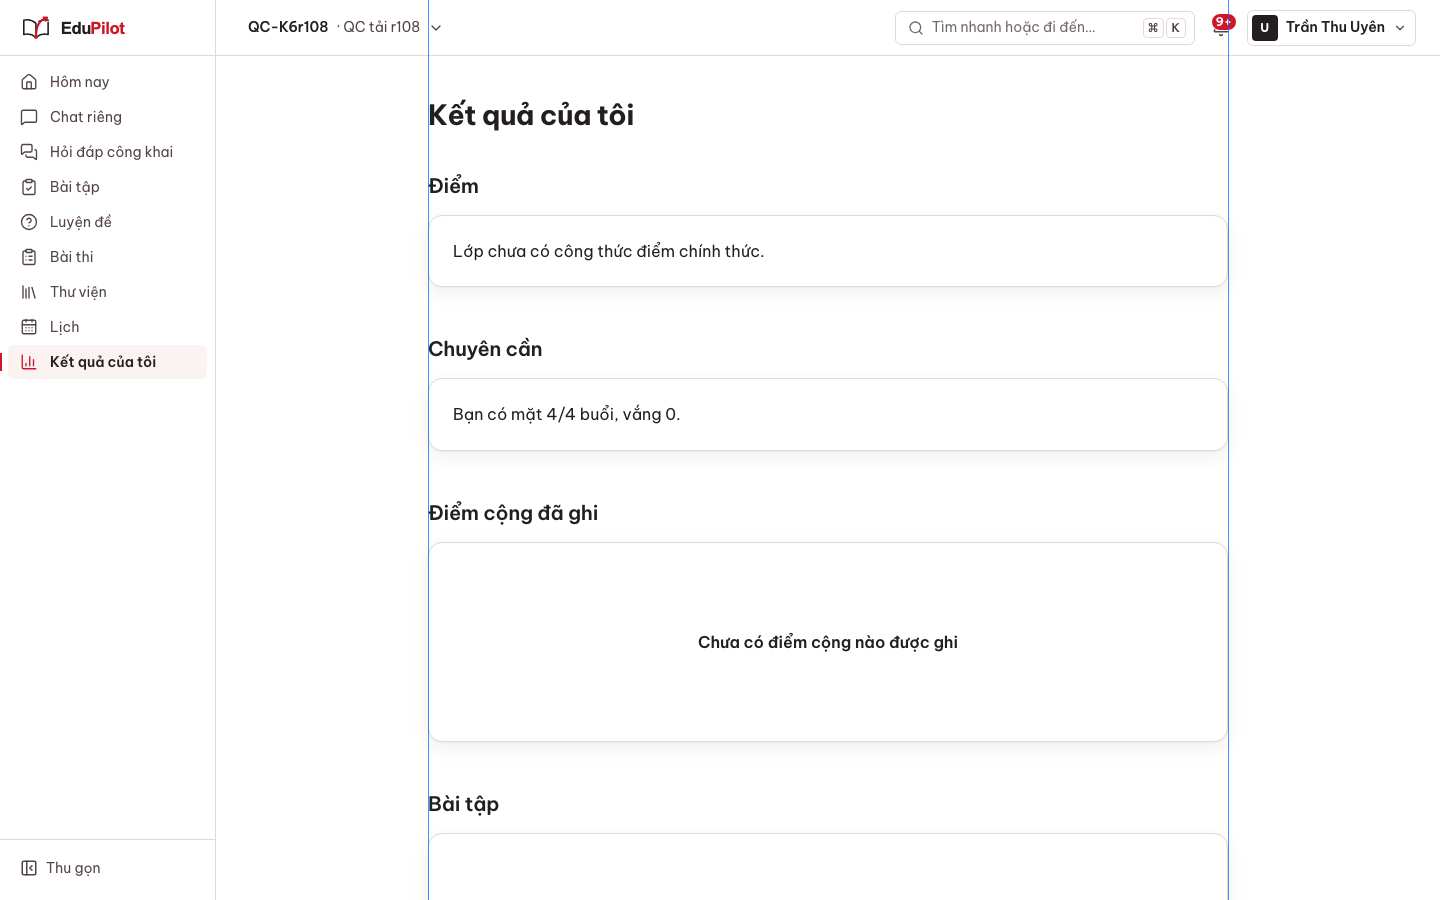 EduPilot
QC-K6r108 · QC tải r108
Tìm nhanh hoặc đi đến... ⌘ K
9+
U Trần Thu Uyên
Hôm nay
Chat riêng
Hỏi đáp công khai
Bài tập
Luyện đề
Bài thi
Thư viện
Lịch
Kết quả của tôi
Thu gọn
Kết quả của tôi
Điểm
Lớp chưa có công thức điểm chính thức.
Chuyên cần
Bạn có mặt 4/4 buổi, vắng 0.
Điểm cộng đã ghi
Chưa có điểm cộng nào được ghi
Bài tập